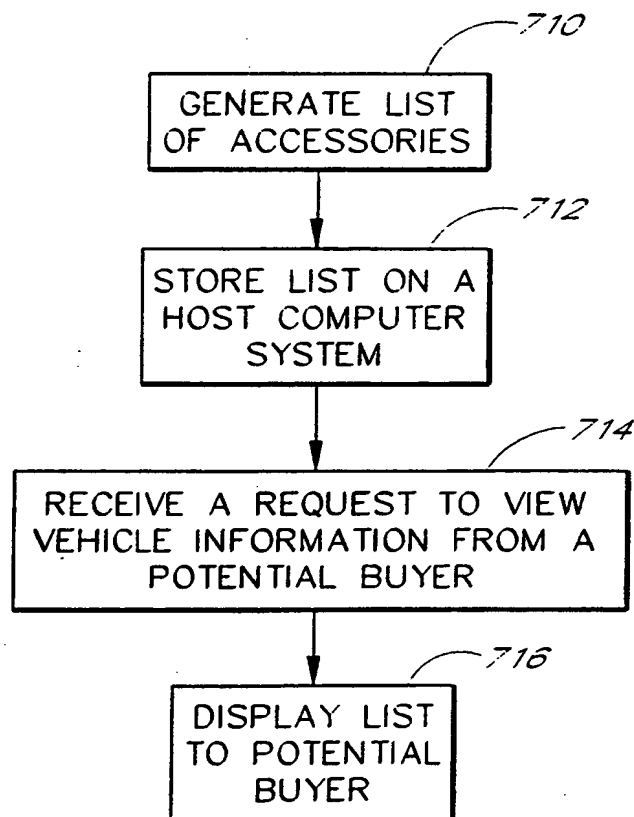 710
GENERATE LIST
OF ACCESSORIES
712
STORE LIST ON A
HOST COMPUTER
SYSTEM
714
RECEIVE A REQUEST TO VIEW
VEHICLE INFORMATION FROM A
POTENTIAL BUYER
716
DISPLAY LIST
TO POTENTIAL
BUYER